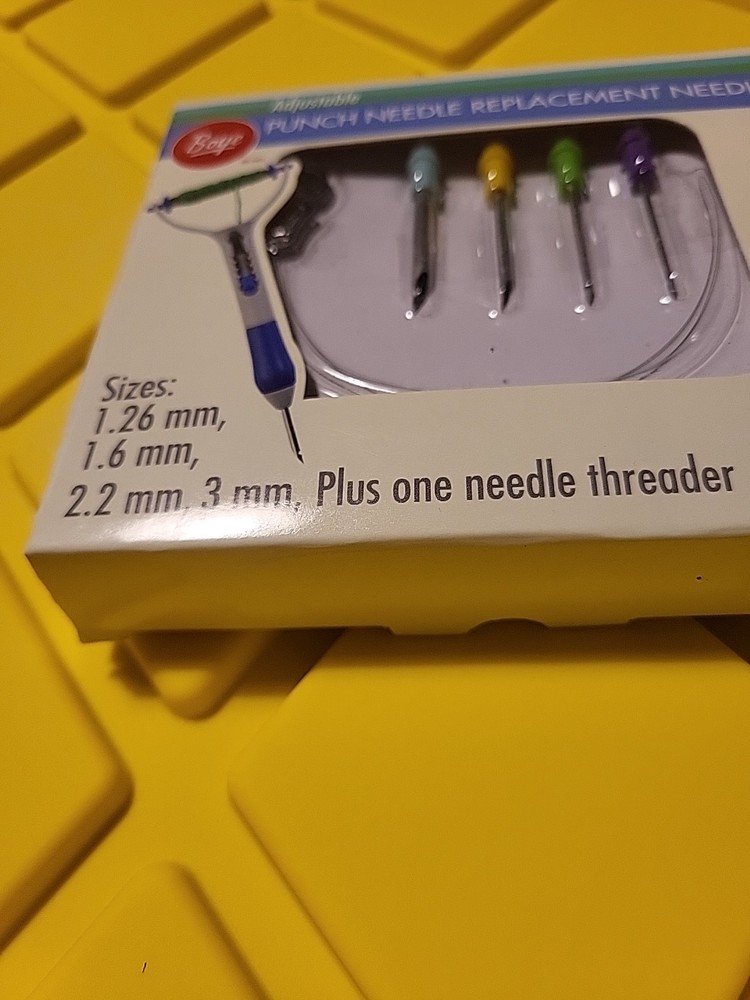 Adjustable
Boye
PUNCH NEEDLE REPLACEMENT
Sizes:
1.26 mm,
1.6 mm,
2.2 mm, 3 mm, Plus one needle threader